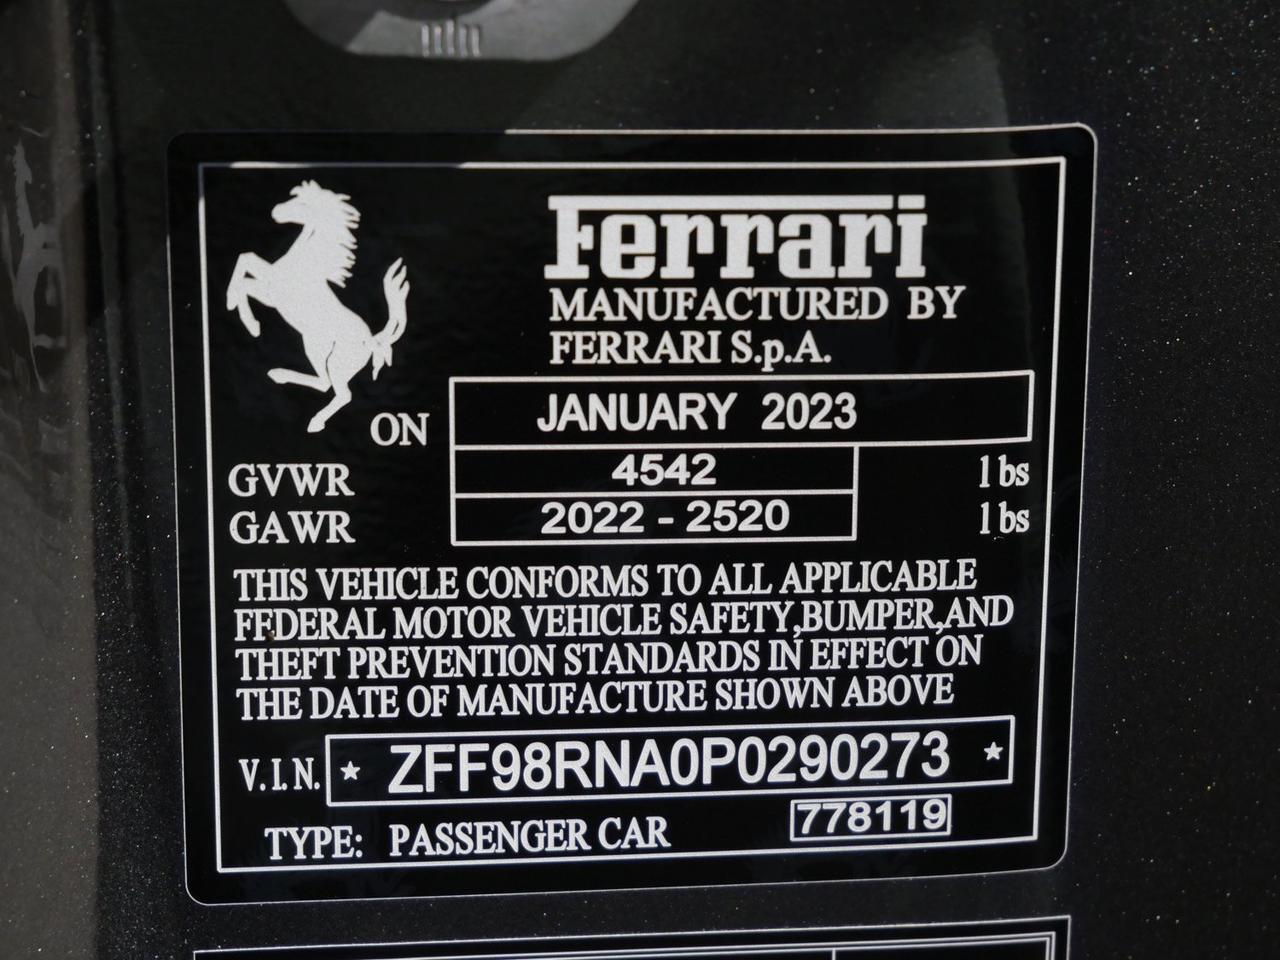 Ferrari
MANUFACTURED BY
FERRARI S.p.A.
ON JANUARY 2023
GVWR 4542 lbs
GAWR 2022 - 2520 lbs
THIS VEHICLE CONFORMS TO ALL APPLICABLE
FEDERAL MOTOR VEHICLE SAFETY,BUMPER,AND
THEFT PREVENTION STANDARDS IN EFFECT ON
THE DATE OF MANUFACTURE SHOWN ABOVE
V.I.N. * ZFF98RNA0P0290273 *
TYPE: PASSENGER CAR 778119